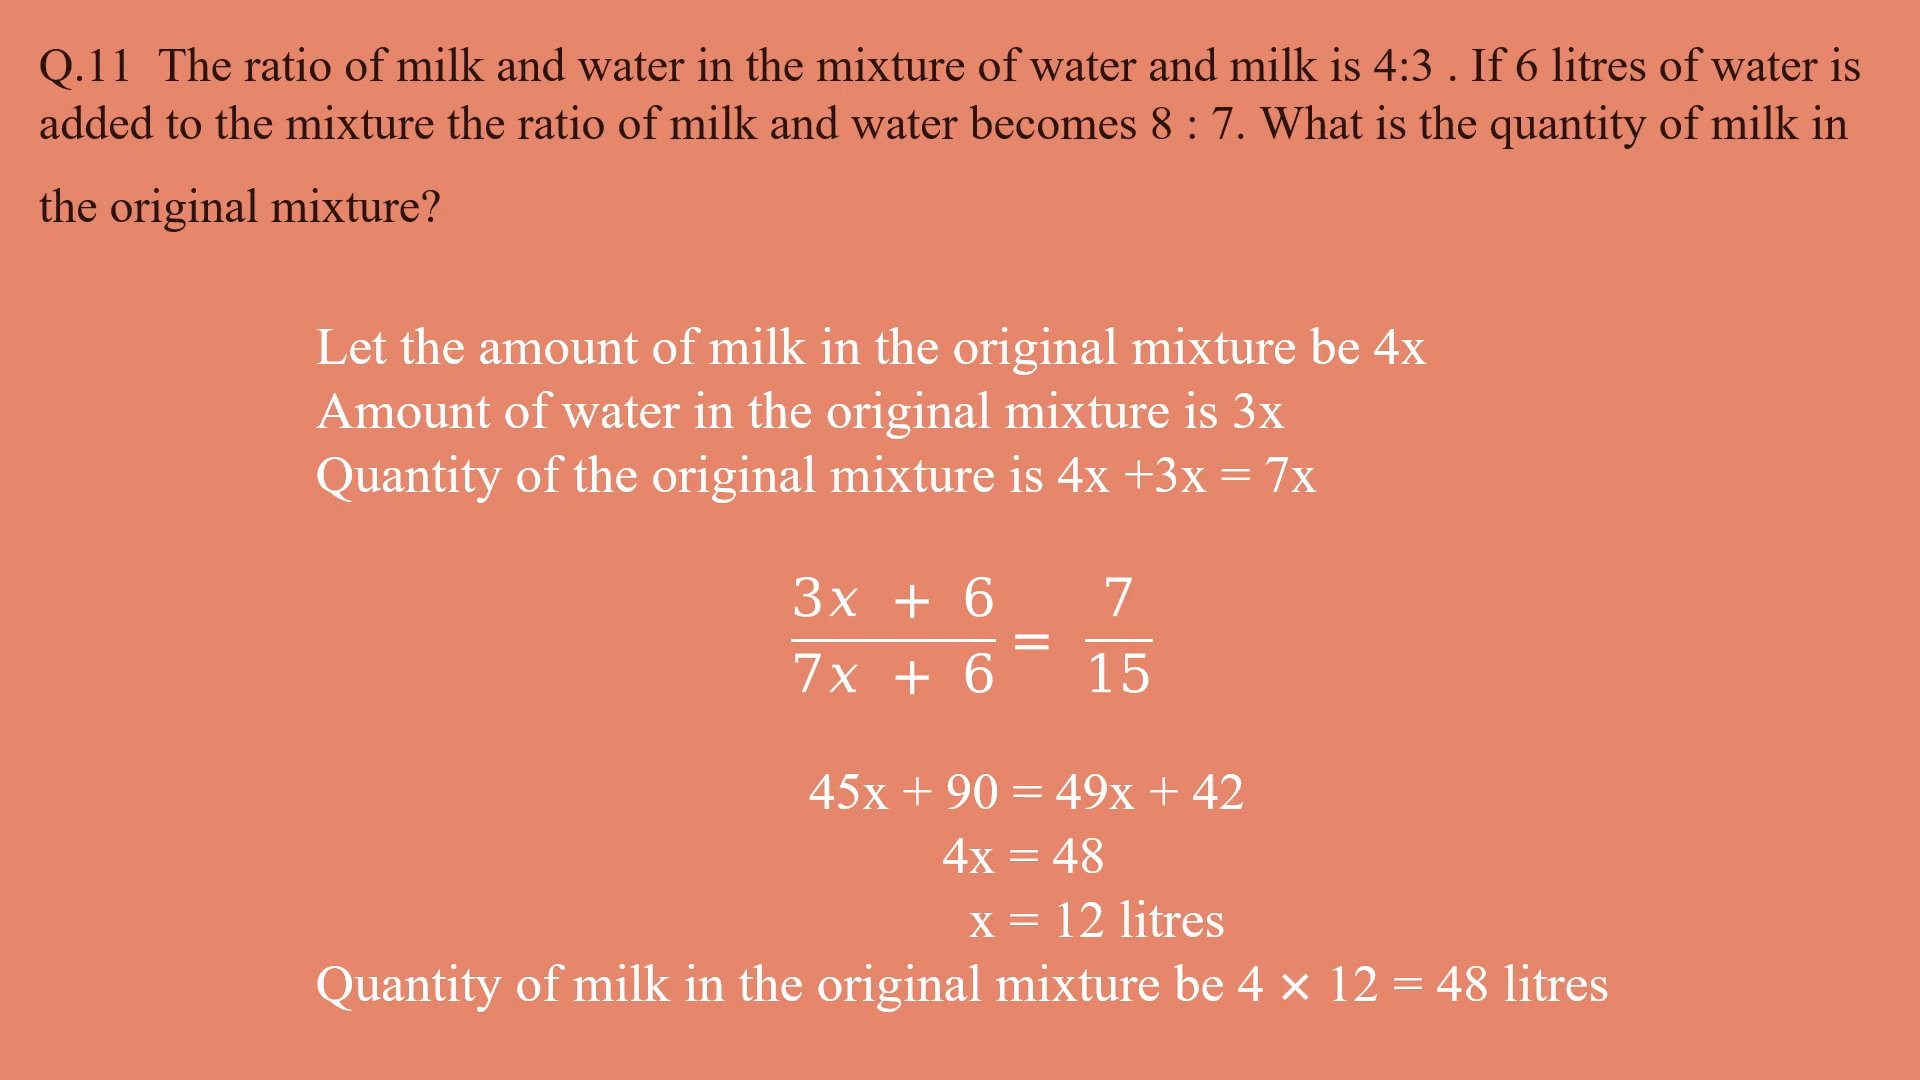 Q.11 The ratio of milk and water in the mixture of water and milk is 4:3 . If 6 litres of water is
added to the mixture the ratio of milk and water becomes 8 : 7. What is the quantity of milk in
the original mixture?
Let the amount of milk in the original mixture be 4x
Amount of water in the original mixture is 3x
Quantity of the original mixture is 4x +3x = 7x
3x + 6 / 7x + 6 = 7 / 15
45x + 90 = 49x + 42
4x = 48
x = 12 litres
Quantity of milk in the original mixture be 4 × 12 = 48 litres